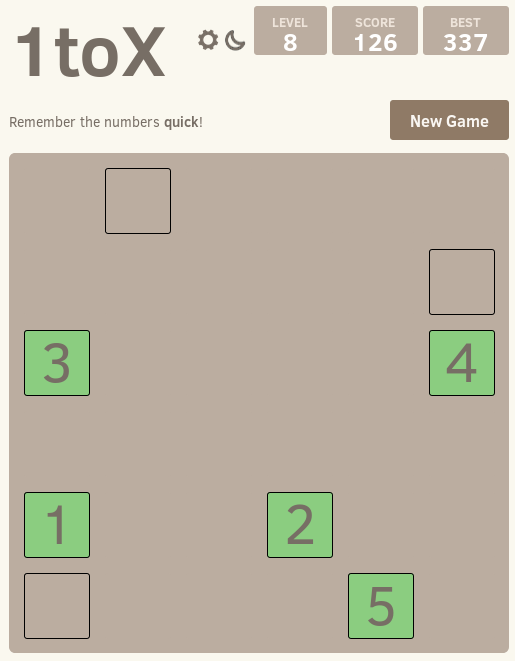 1toX
LEVEL
8
SCORE
126
BEST
337
Remember the numbers quick!
New Game
3
4
1
2
5